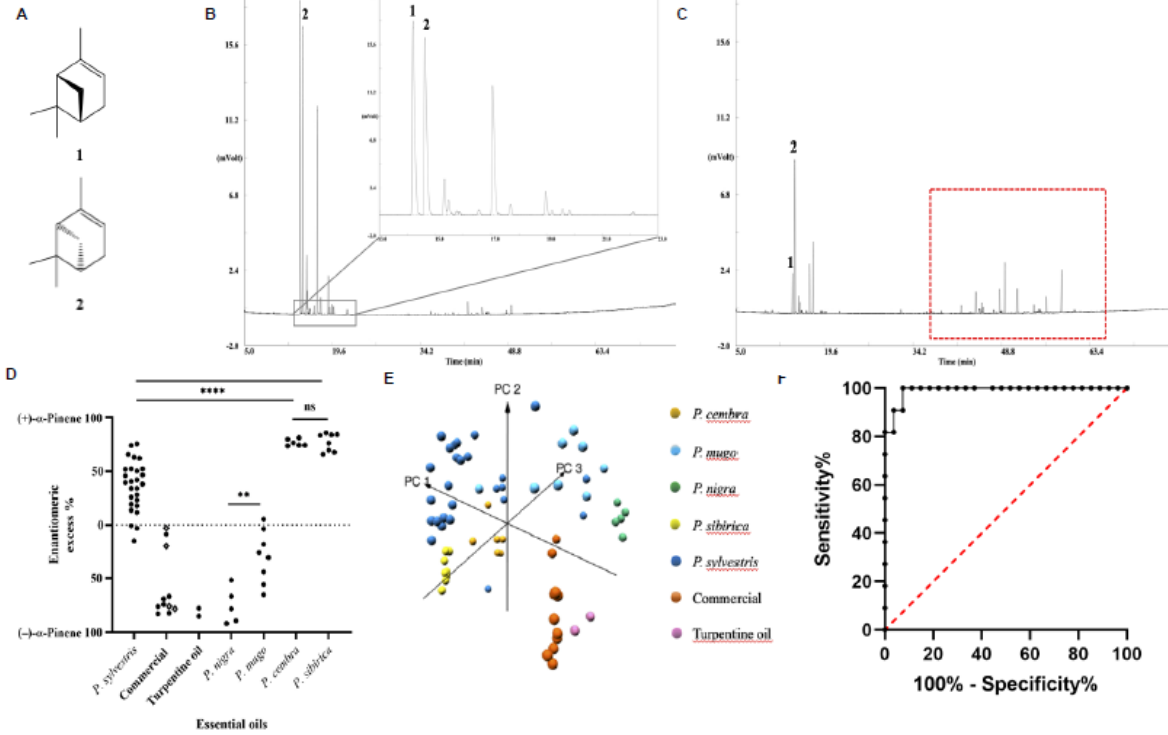 A
1
2
B
2
15.6
11.2
(mVolt)
6.8
2.4
-2.0
5.0
19.6
34.2
48.8
63.4
Time (min)
1
2
15.6
(mVolt)
C
15.6
11.2
(mVolt)
6.8
2.4
-2.0
2
1
5.0
19.6
34.2
48.8
63.4
Time (min)
D
****
ns
**
(+)-α-Pinene 100
50
0
50
(–)-α-Pinene 100
Enantiomeric
excess %
P. sylvestris
Commercial
Turpentine oil
P. nigra
P. mugo
P. cembra
P. sibirica
Essential oils
E
PC 2
PC 3
PC 1
P. cembra
P. mugo
P. nigra
P. sibirica
P. sylvestris
Commercial
Turpentine oil
F
100
80
60
40
20
0
Sensitivity%
0
20
40
60
80
100
100% - Specificity%